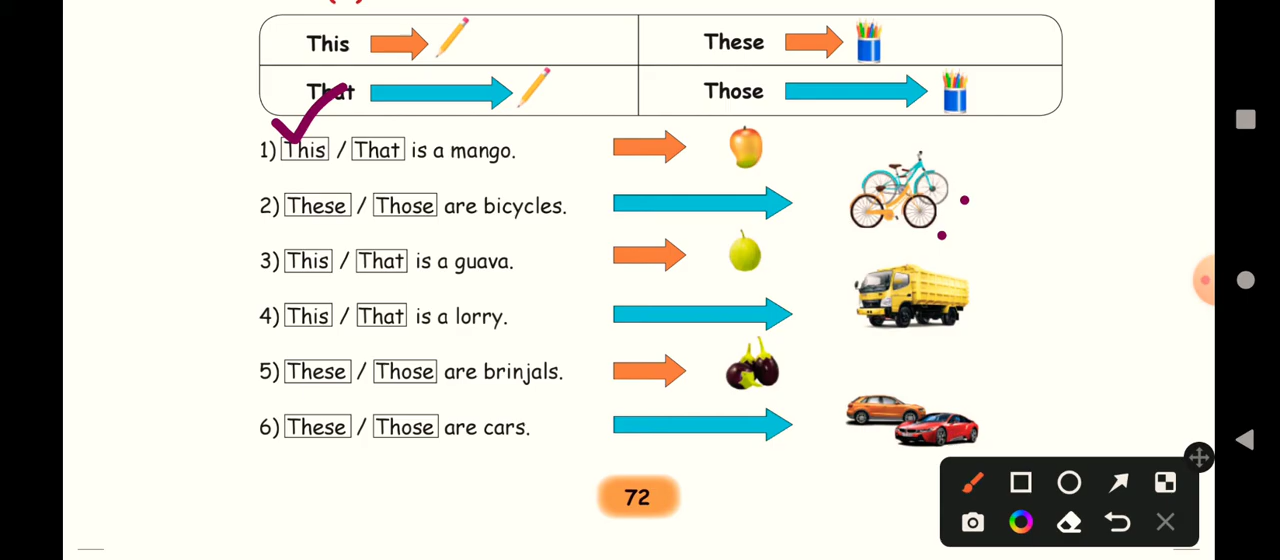 This These
That Those
1) This / That is a mango.
2) These / Those are bicycles.
3) This / That is a guava.
4) This / That is a lorry.
5) These / Those are brinjals.
6) These / Those are cars.
72